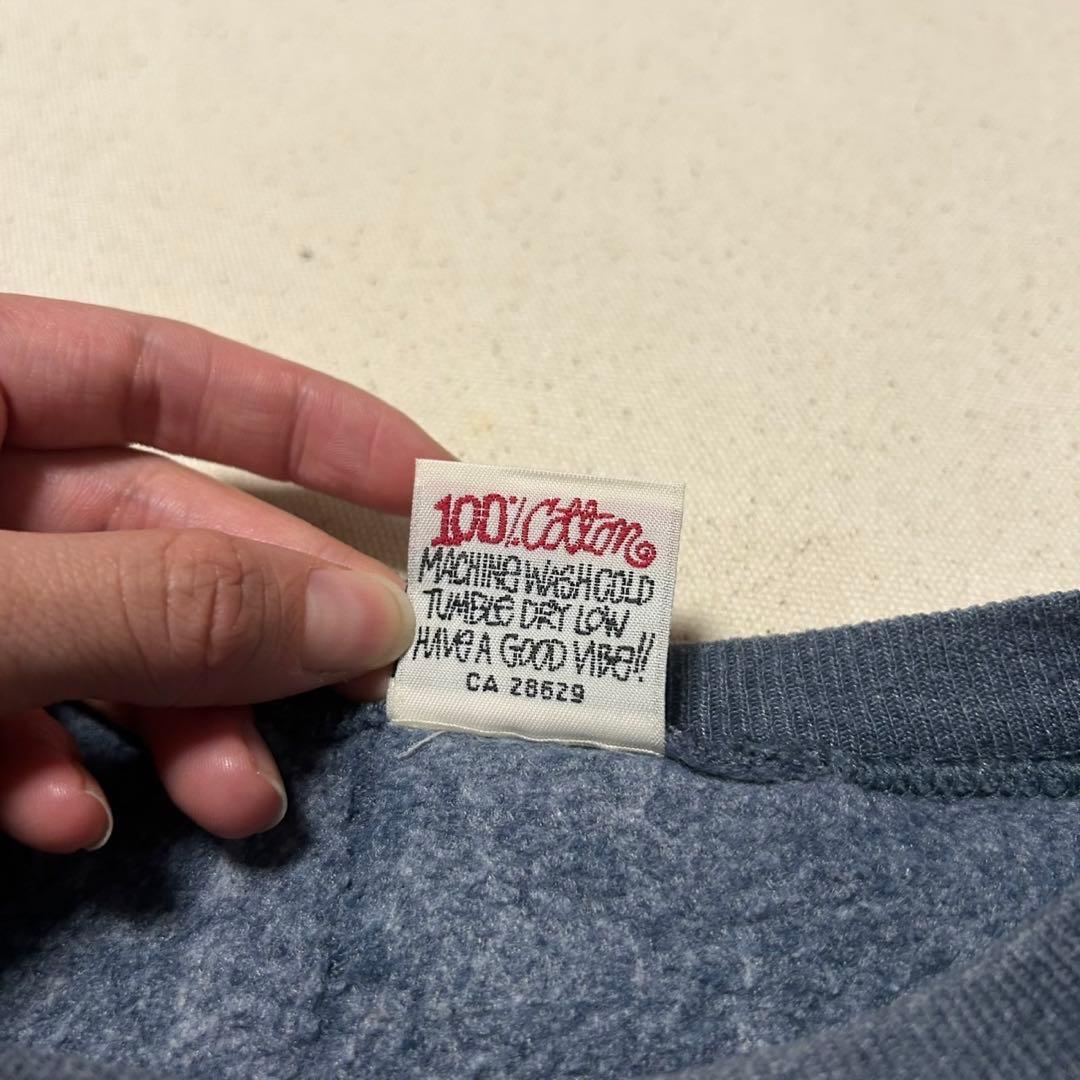 100% Cotton
MACHINE WASH COLD
TUMBLE DRY LOW
HAVE A GOOD VIBE!!
CA 28629